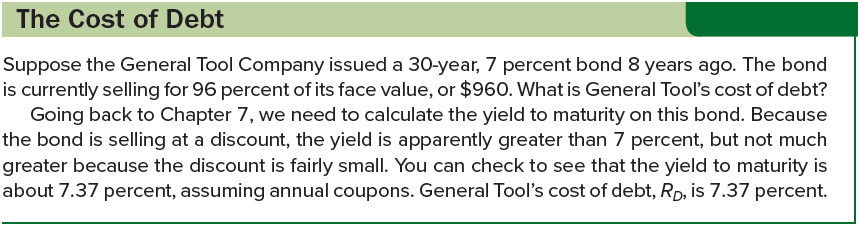 The Cost of Debt
Suppose the General Tool Company issued a 30-year, 7 percent bond 8 years ago. The bond
is currently selling for 96 percent of its face value, or $960. What is General Tool's cost of debt?
Going back to Chapter 7, we need to calculate the yield to maturity on this bond. Because
the bond is selling at a discount, the yield is apparently greater than 7 percent, but not much
greater because the discount is fairly small. You can check to see that the yield to maturity is
about 7.37 percent, assuming annual coupons. General Tool's cost of debt, R_D, is 7.37 percent.